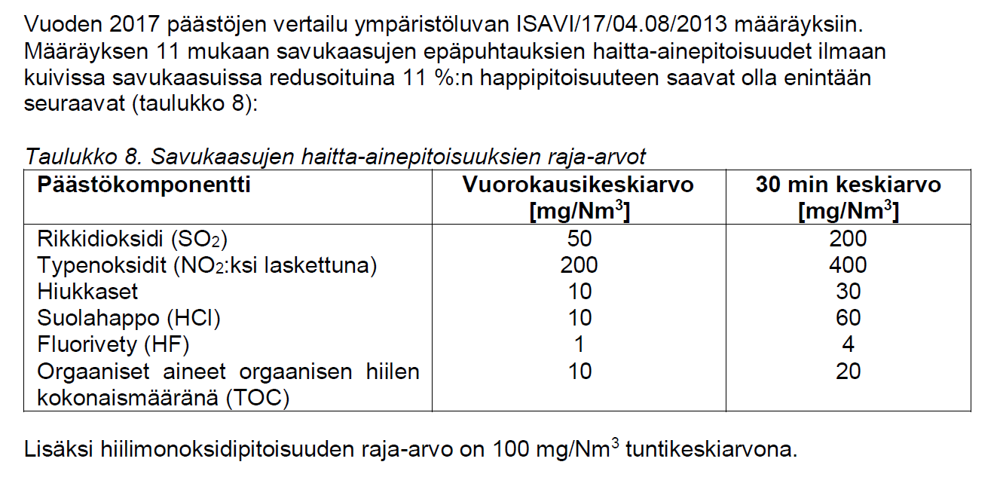 Vuoden 2017 päästöjen vertailu ympäristöluvan ISAVI/17/04.08/2013 määräyksiin.
Määräyksen 11 mukaan savukaasujen epäpuhtauksien haitta-ainepitoisuudet ilmaan
kuivissa savukaasuissa redusoituina 11 %:n happipitoisuuteen saavat olla enintään
seuraavat (taulukko 8):
Taulukko 8. Savukaasujen haitta-ainepitoisuuksien raja-arvot
Päästökomponentti Vuorokausikeskiarvo 30 min keskiarvo
[mg/Nm³] [mg/Nm³]
Rikkidioksidi (SO₂) 50 200
Typenoksidit (NO₂:ksi laskettuna) 200 400
Hiukkaset 10 30
Suolahappo (HCl) 10 60
Fluorivety (HF) 1 4
Orgaaniset aineet orgaanisen hiilen 10 20
kokonaismääränä (TOC)
Lisäksi hiilimonoksidipitoisuuden raja-arvo on 100 mg/Nm³ tuntikeskiarvona.